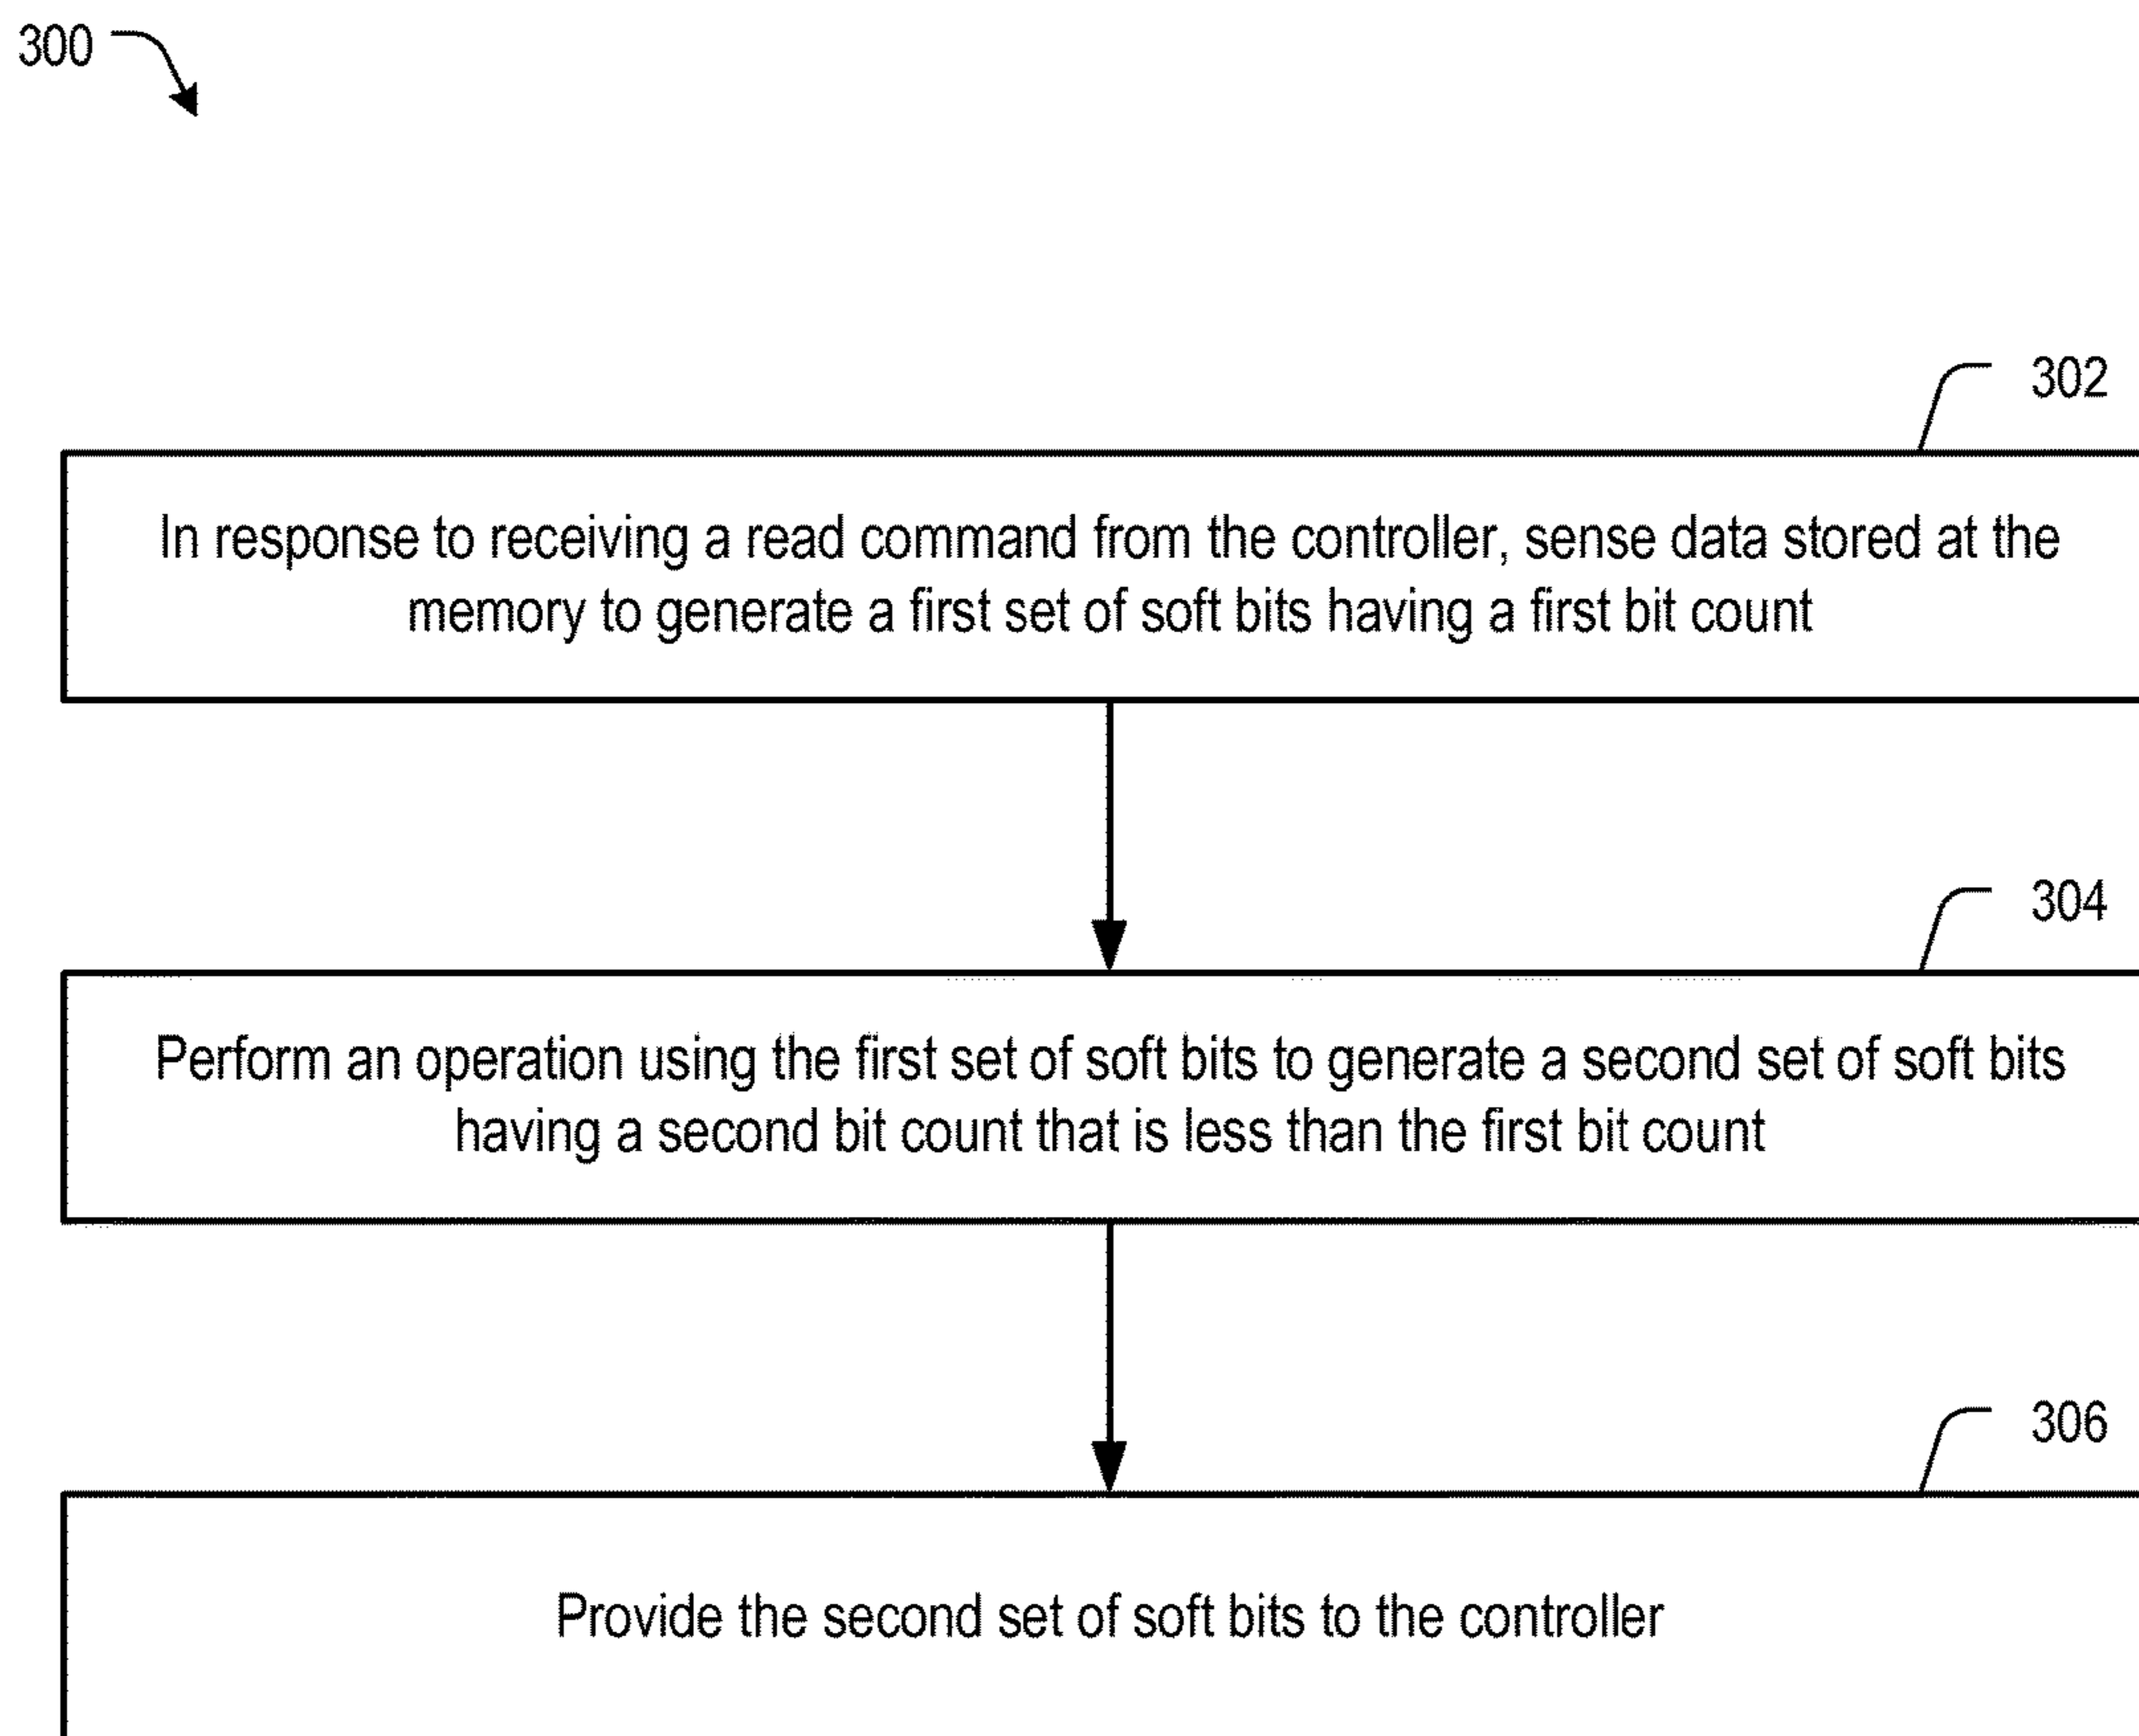 300
302
In response to receiving a read command from the controller, sense data stored at the
memory to generate a first set of soft bits having a first bit count
304
Perform an operation using the first set of soft bits to generate a second set of soft bits
having a second bit count that is less than the first bit count
306
Provide the second set of soft bits to the controller